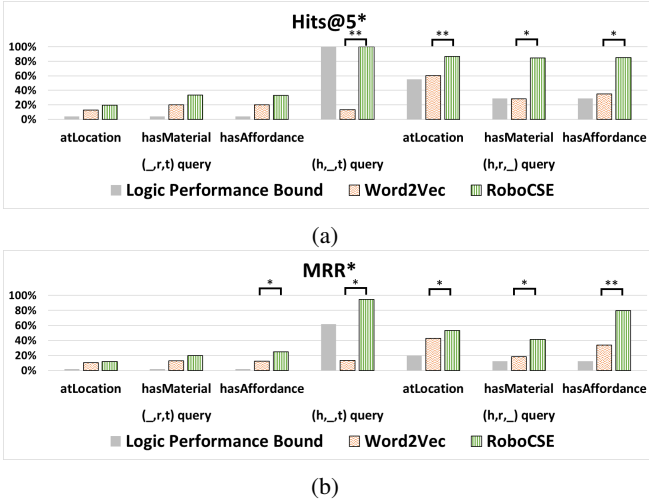 Hits@5*
100%
80%
60%
40%
20%
0%
** ** * *
atLocation hasMaterial hasAffordance atLocation hasMaterial hasAffordance
(_,r,t) query (h,_,t) query (h,r,_) query
Logic Performance Bound Word2Vec RoboCSE
(a)
MRR*
100%
80%
60%
40%
20%
0%
* * * * **
atLocation hasMaterial hasAffordance atLocation hasMaterial hasAffordance
(_,r,t) query (h,_,t) query (h,r,_) query
Logic Performance Bound Word2Vec RoboCSE
(b)